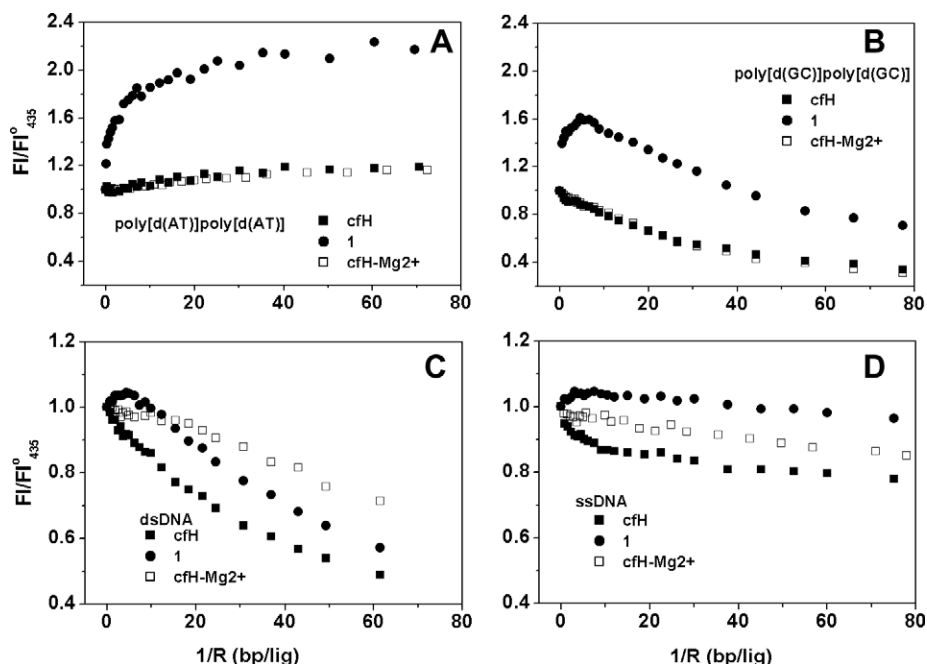 A
FI/FI°435
2.4
2.0
1.6
1.2
0.8
0.4
poly[d(AT)]poly[d(AT)]
cfH
1
cfH-Mg2+
0
20
40
60
80
B
2.4
2.0
1.6
1.2
0.8
0.4
poly[d(GC)]poly[d(GC)]
cfH
1
cfH-Mg2+
0
20
40
60
80
C
FI/FI°435
1.2
1.0
0.8
0.6
0.4
dsDNA
cfH
1
cfH-Mg2+
0
20
40
60
80
1/R (bp/lig)
D
1.2
1.0
0.8
0.6
0.4
ssDNA
cfH
1
cfH-Mg2+
0
20
40
60
80
1/R (bp/lig)